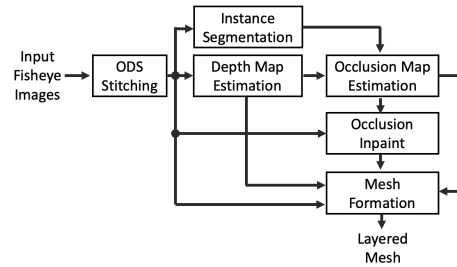 Instance
Segmentation
Input
Fisheye
Images
ODS
Stitching
Depth Map
Estimation
Occlusion Map
Estimation
Occlusion
Inpaint
Mesh
Formation
Layered
Mesh